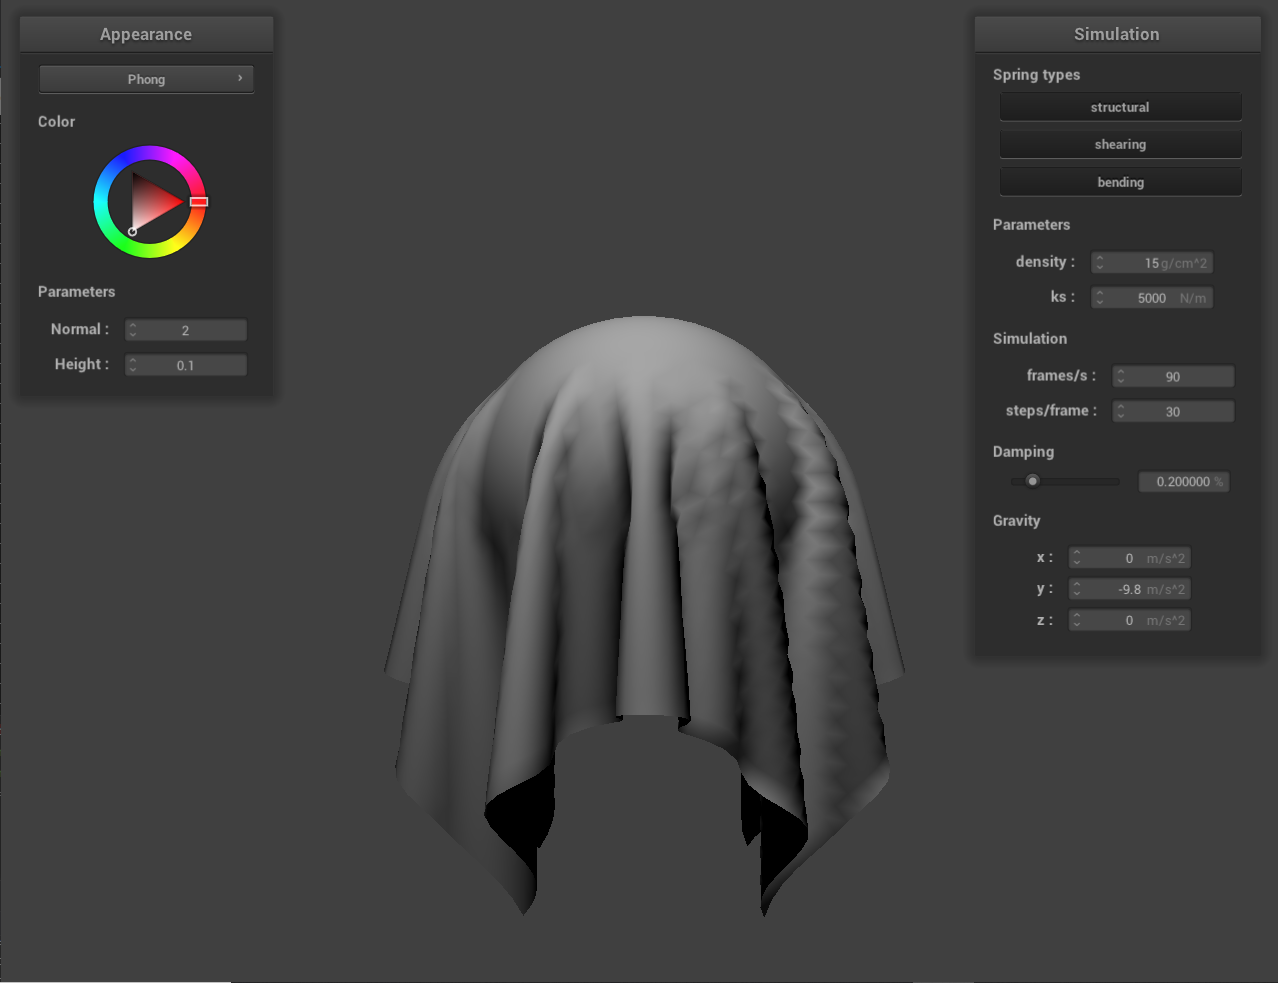 Appearance
Phong
Color
Parameters
Normal : 2
Height : 0.1
Simulation
Spring types
structural
shearing
bending
Parameters
density : 15 g/cm^2
ks : 5000 N/m
Simulation
frames/s : 90
steps/frame : 30
Damping
0.200000 %
Gravity
x : 0 m/s^2
y : -9.8 m/s^2
z : 0 m/s^2